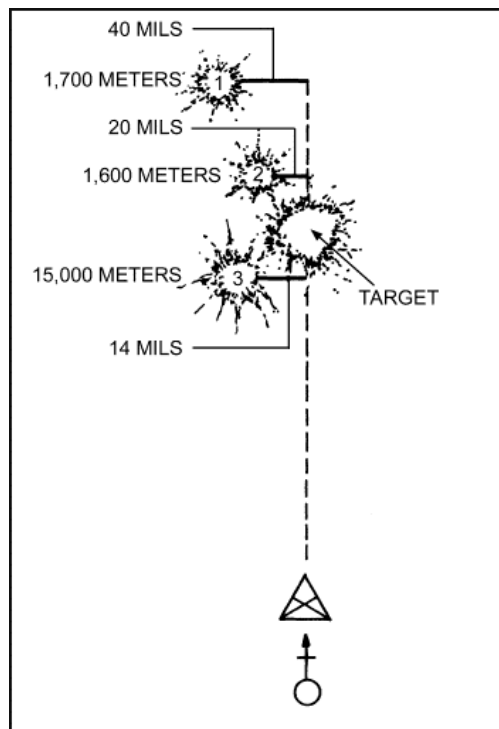 40 MILS
1,700 METERS
1
20 MILS
1,600 METERS
2
15,000 METERS
3
TARGET
14 MILS